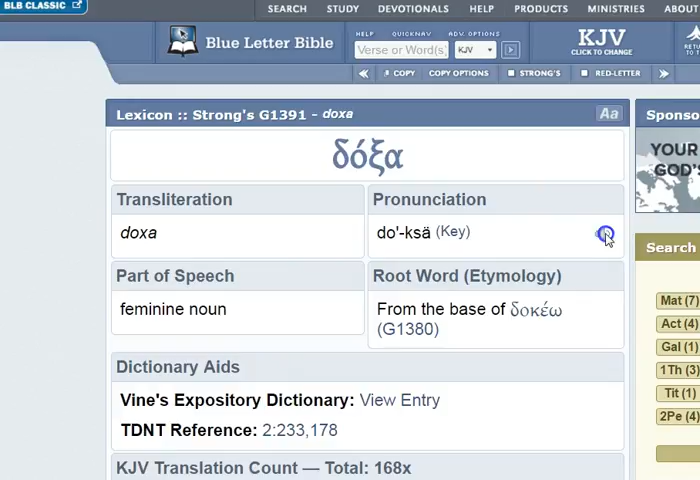 BLB CLASSIC
SEARCH STUDY DEVOTIONALS HELP PRODUCTS MINISTRIES ABOUT
Blue Letter Bible
HELP QUICKNAV ADV. OPTIONS
Verse or Word(s) KJV
KJV
CLICK TO CHANGE
COPY COPY OPTIONS STRONG'S RED-LETTER
Lexicon :: Strong's G1391 - doxa Aa
δόξα
Transliteration
doxa
Pronunciation
do'-ksä (Key)
Part of Speech
feminine noun
Root Word (Etymology)
From the base of δοκέω
(G1380)
Dictionary Aids
Vine's Expository Dictionary: View Entry
TDNT Reference: 2:233,178
KJV Translation Count — Total: 168x
Sponso
YOUR
GOD'S
Search
Mat (7)
Act (4)
Gal (1)
1Th (3)
Tit (1)
2Pe (4)